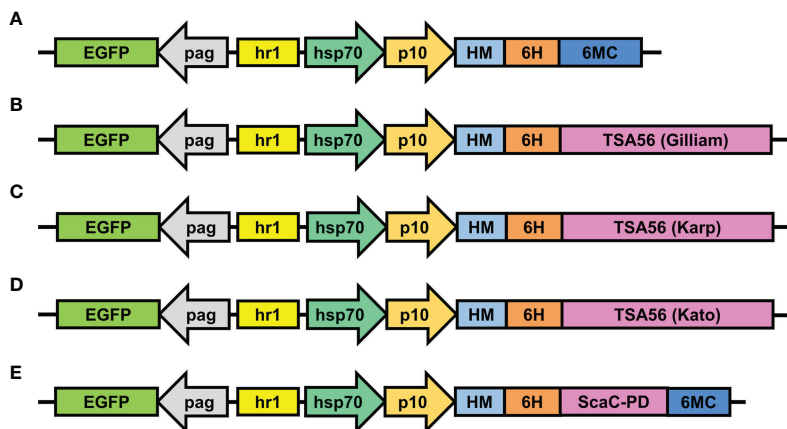 A
EGFP pag hr1 hsp70 p10 HM 6H 6MC
B
EGFP pag hr1 hsp70 p10 HM 6H TSA56 (Gilliam)
C
EGFP pag hr1 hsp70 p10 HM 6H TSA56 (Karp)
D
EGFP pag hr1 hsp70 p10 HM 6H TSA56 (Kato)
E
EGFP pag hr1 hsp70 p10 HM 6H ScaC-PD 6MC